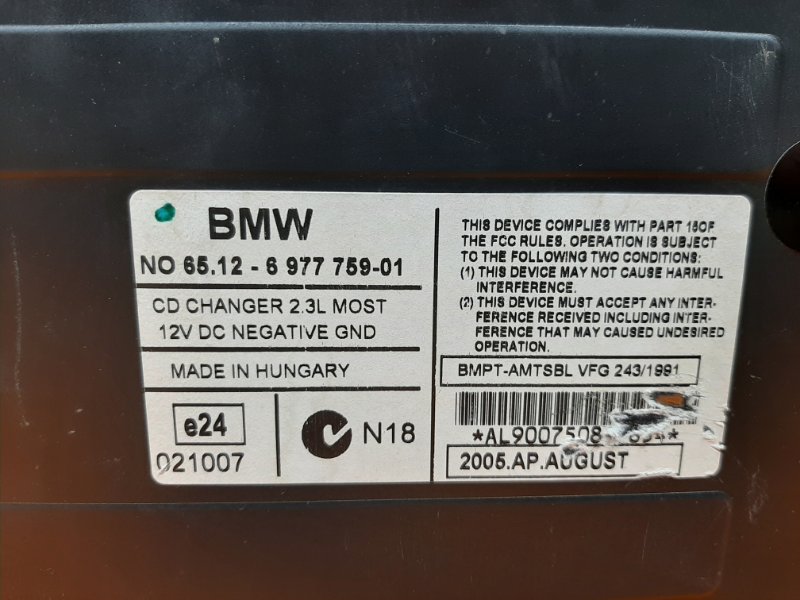 BMW
NO 65.12 - 6 977 759-01
CD CHANGER 2.3L MOST
12V DC NEGATIVE GND
MADE IN HUNGARY
e24
021007
N18
THIS DEVICE COMPLIES WITH PART 15OF
THE FCC RULES. OPERATION IS SUBJECT
TO THE FOLLOWING TWO CONDITIONS:
(1) THIS DEVICE MAY NOT CAUSE HARMFUL
INTERFERENCE.
(2) THIS DEVICE MUST ACCEPT ANY INTER-
FERENCE RECEIVED INCLUDING INTER-
FERENCE THAT MAY CAUSED UNDESIRED
OPERATION.
BMPT-AMTSBL VFG 243/1991
2005.AP.AUGUST